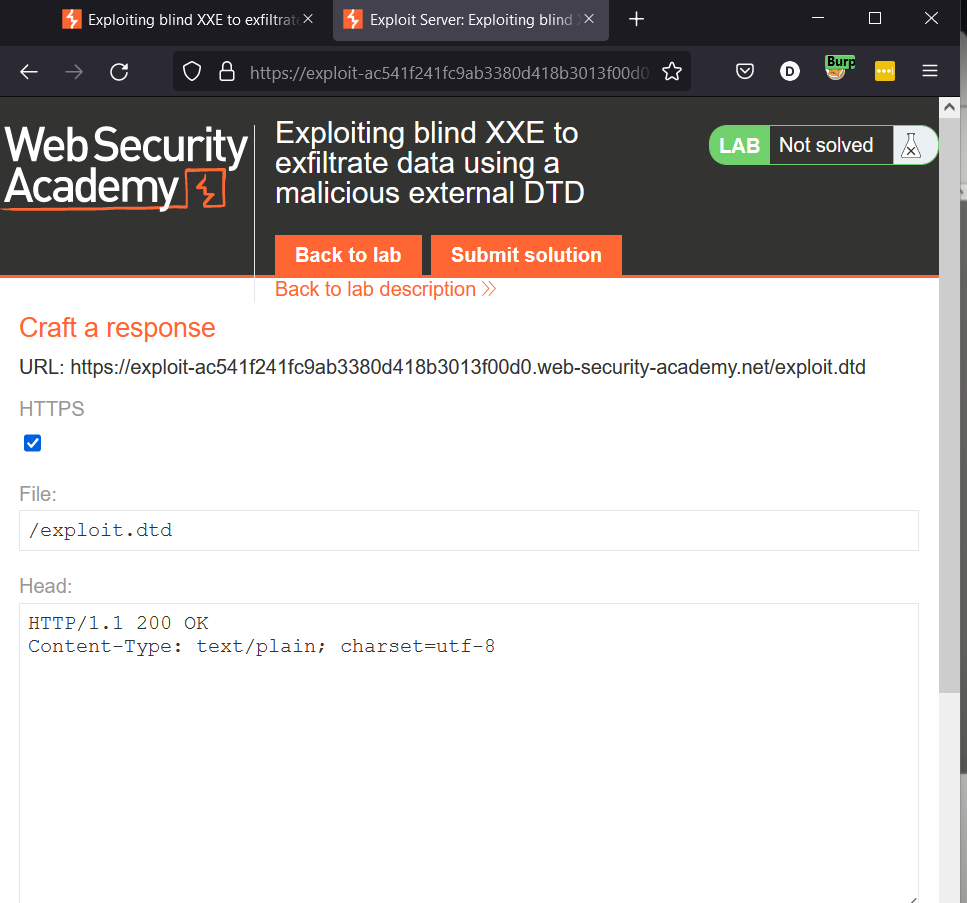 Exploiting blind XXE to exfiltrat
Exploit Server: Exploiting blind
https://exploit-ac541f241fc9ab3380d418b3013f00d0
D
Burp
Web Security
Academy
Exploiting blind XXE to
exfiltrate data using a
malicious external DTD
LAB Not solved
Back to lab
Submit solution
Back to lab description
Craft a response
URL: https://exploit-ac541f241fc9ab3380d418b3013f00d0.web-security-academy.net/exploit.dtd
HTTPS
File:
/exploit.dtd
Head:
HTTP/1.1 200 OK
Content-Type: text/plain; charset=utf-8